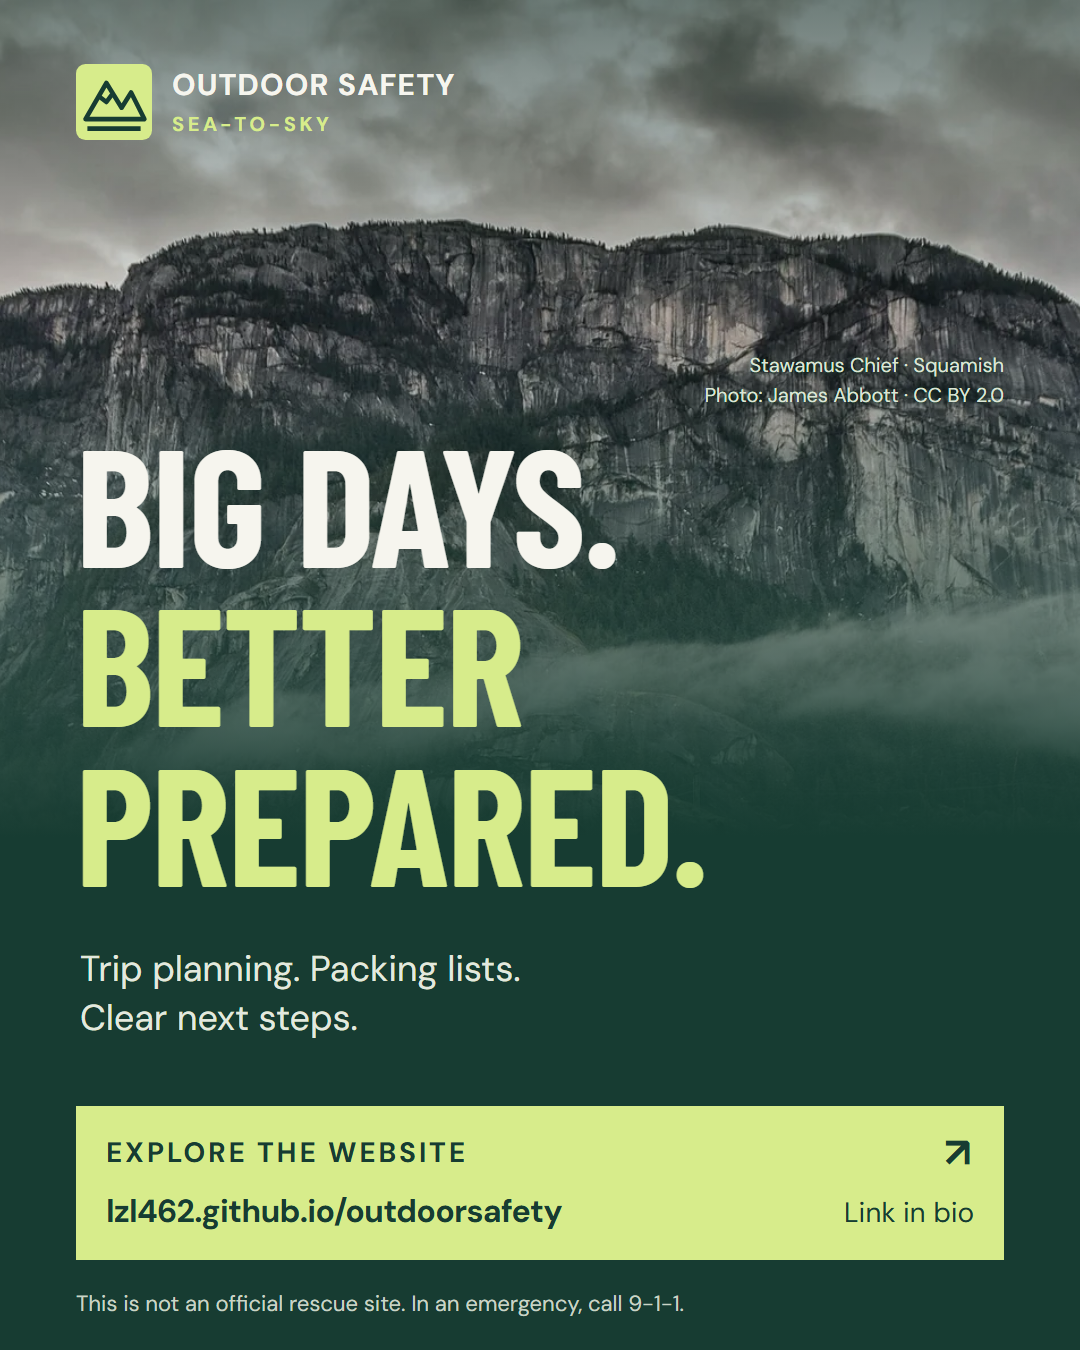 OUTDOOR SAFETY
SEA-TO-SKY
Stawamus Chief · Squamish
Photo: James Abbott · CC BY 2.0
BIG DAYS.
BETTER
PREPARED.
Trip planning. Packing lists.
Clear next steps.
EXPLORE THE WEBSITE
lzl462.github.io/outdoorsafety
Link in bio
This is not an official rescue site. In an emergency, call 9-1-1.